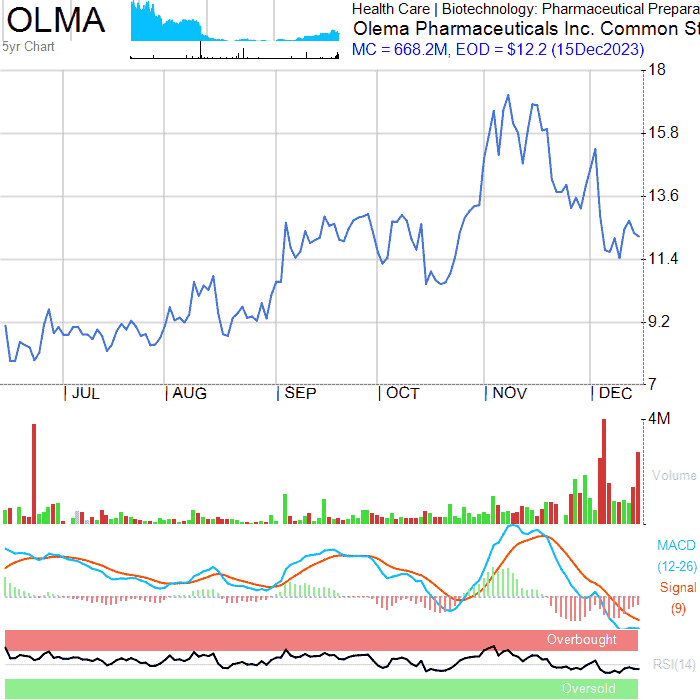 OLMA
5yr Chart
Health Care | Biotechnology: Pharmaceutical Prepara
Olema Pharmaceuticals Inc. Common St
MC = 668.2M, EOD = $12.2 (15Dec2023)
18
15.8
13.6
11.4
9.2
7
JUL AUG SEP OCT NOV DEC
4M
Volume
MACD
(12-26)
Signal
(9)
Overbought
RSI(14)
Oversold